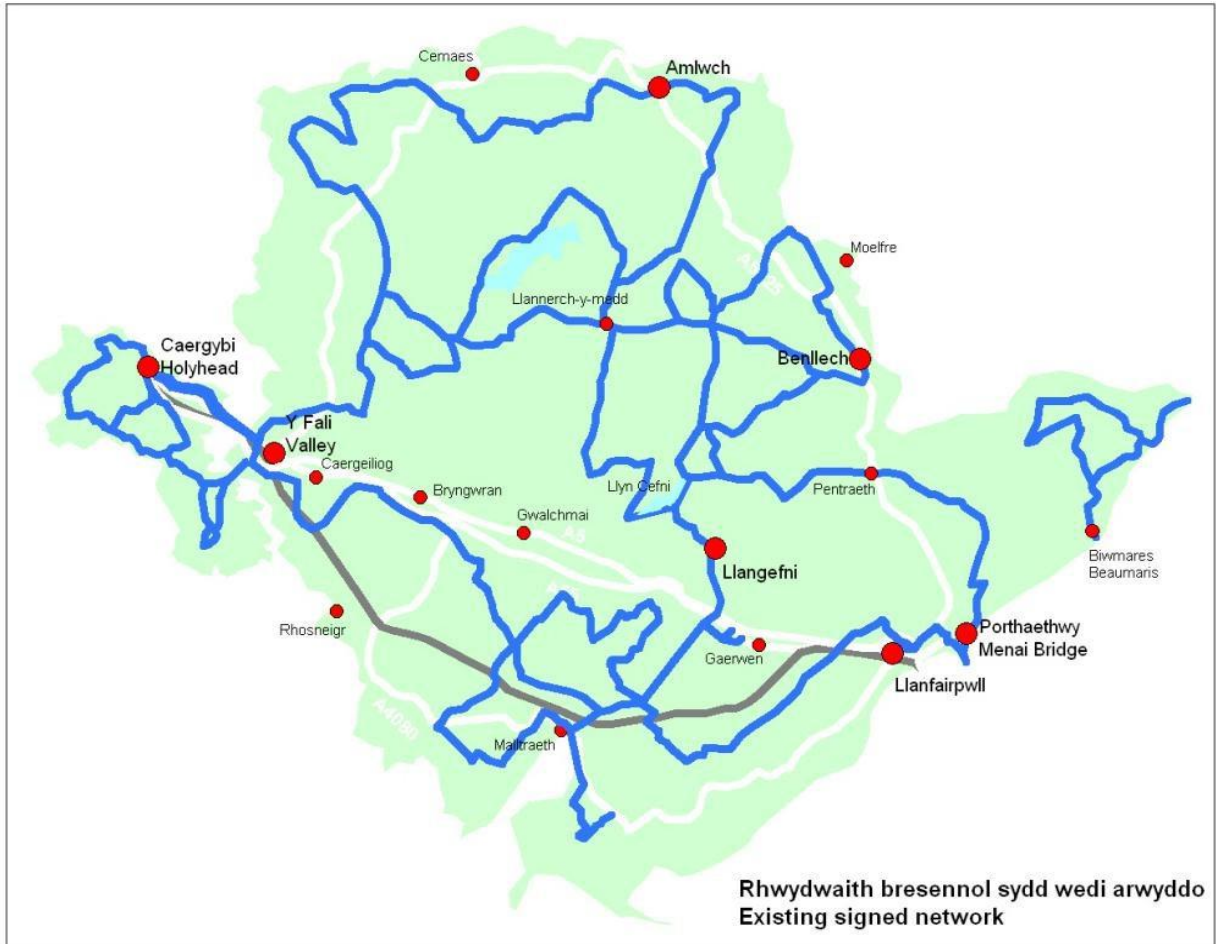 Cemaes
Amlwch
Moelfre
A5025
Llannerch-y-medd
Caergybi
Holyhead
Benllech
Y Fali
Valley
Caergeiliog
Bryngwran
Llyn Cefni
Pentraeth
Gwalchmai
A5
Biwmares
Beaumaris
Llangefni
Rhosneigr
Gaerwen
Porthaethwy
Menai Bridge
Llanfairpwll
A4080
Malltraeth
Rhwydwaith bresennol sydd wedi arwyddo
Existing signed network